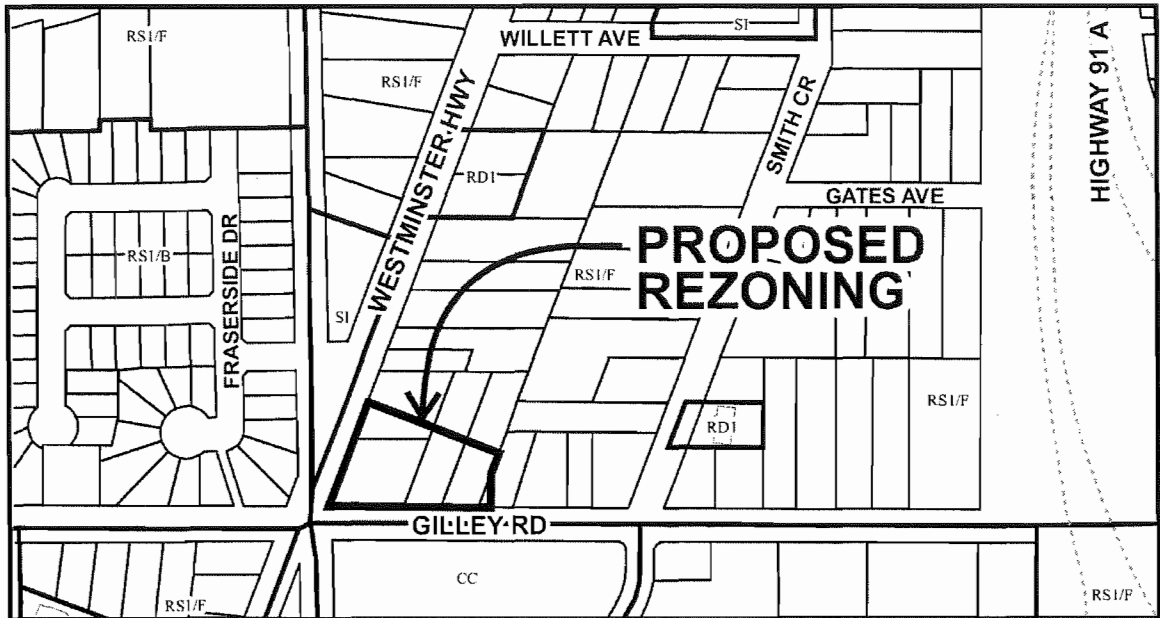 RS1/F
WILLETT AVE
SI
RS1/F
WESTMINSTER HWY
SMITH CR
HIGHWAY 91 A
RD1
GATES AVE
FRASERSIDE DR
RS1/B
PROPOSED
REZONING
RS1/F
SI
RS1/F
RD1
GILLEY RD
CC
RS1/F
RS1/F